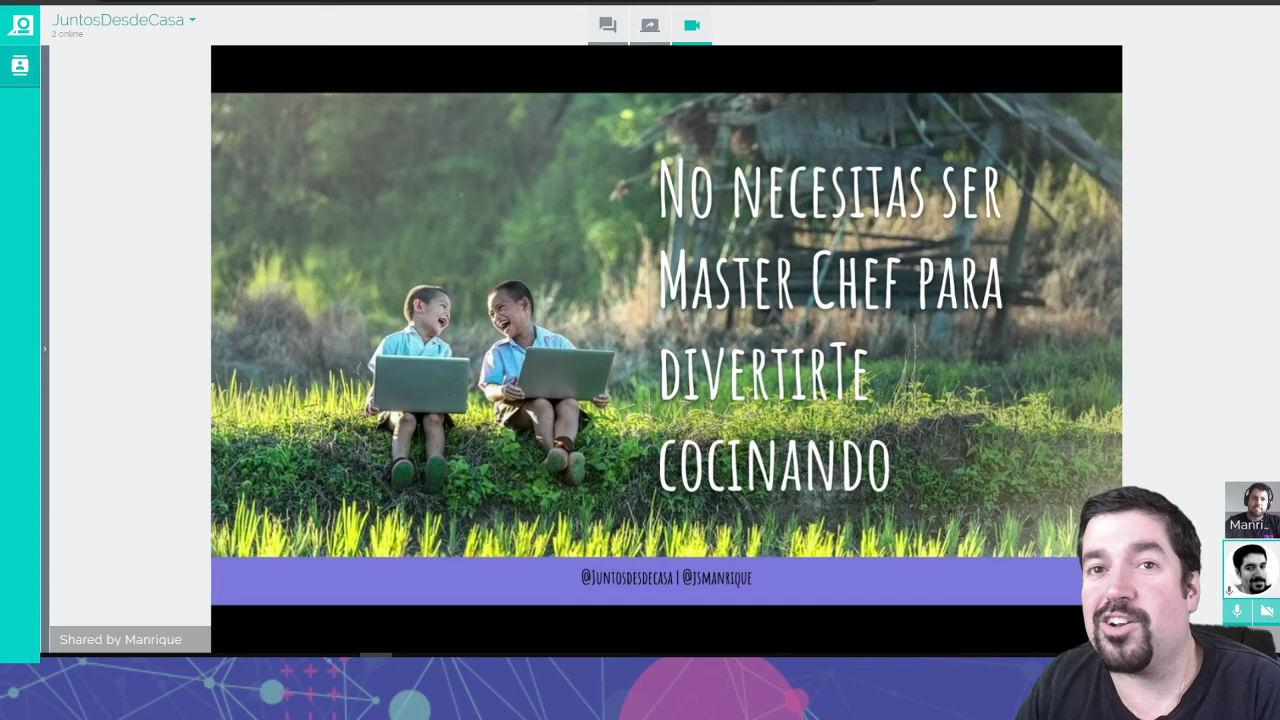 JuntosDesdeCasa
2 online
No necesitas ser
Master Chef para
divertirte
cocinando
@Juntosdesdecasa | @jsmanrique
Shared by Manrique
Manri...